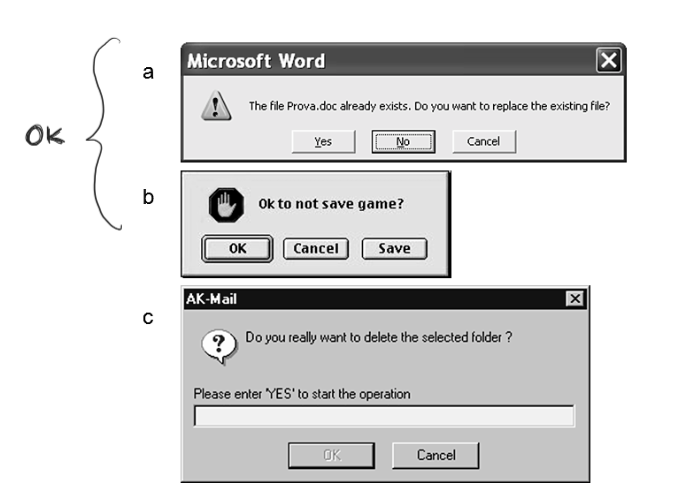 OK
a
Microsoft Word
The file Prova.doc already exists. Do you want to replace the existing file?
Yes No Cancel
b
Ok to not save game?
OK Cancel Save
c
AK-Mail
Do you really want to delete the selected folder ?
Please enter 'YES' to start the operation
OK Cancel